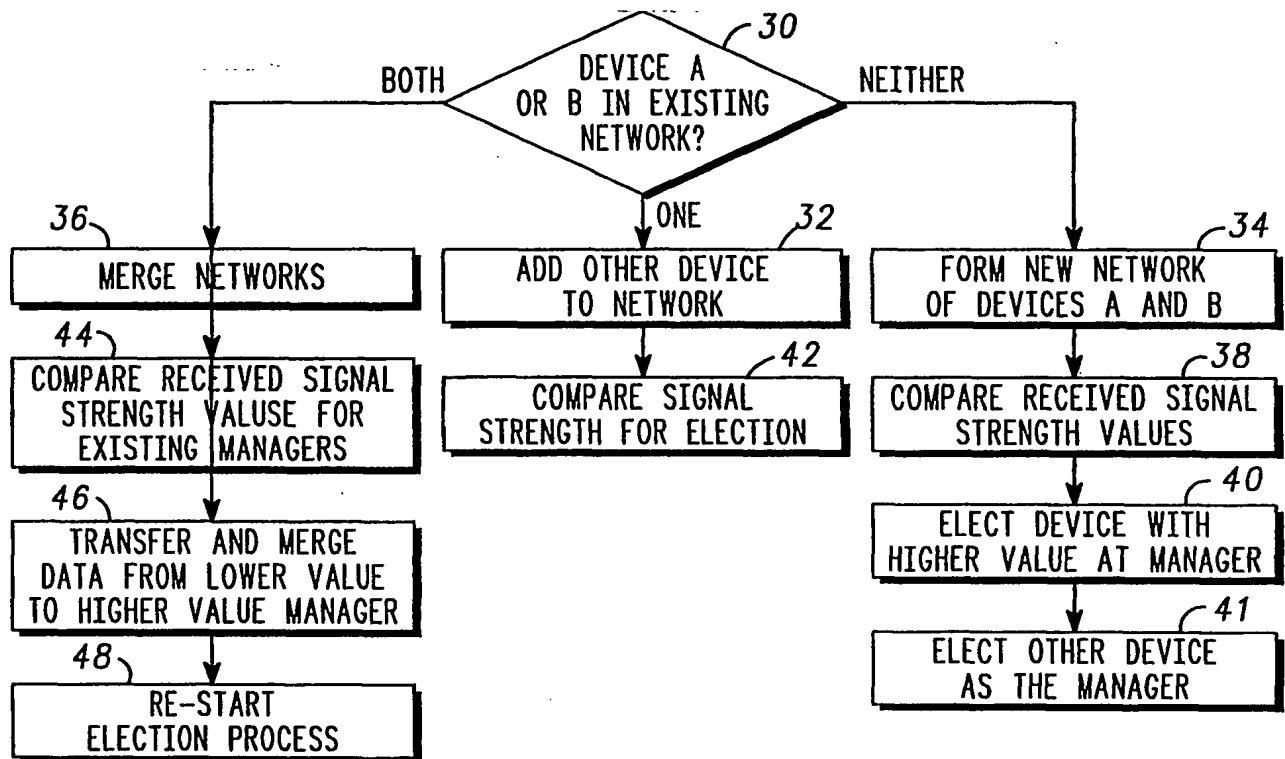 30
DEVICE A
OR B IN EXISTING
NETWORK?
BOTH
NEITHER
ONE
36
MERGE NETWORKS
44
COMPARE RECEIVED SIGNAL
STRENGTH VALUSE FOR
EXISTING MANAGERS
46
TRANSFER AND MERGE
DATA FROM LOWER VALUE
TO HIGHER VALUE MANAGER
48
RE-START
ELECTION PROCESS
32
ADD OTHER DEVICE
TO NETWORK
42
COMPARE SIGNAL
STRENGTH FOR ELECTION
34
FORM NEW NETWORK
OF DEVICES A AND B
38
COMPARE RECEIVED SIGNAL
STRENGTH VALUES
40
ELECT DEVICE WITH
HIGHER VALUE AT MANAGER
41
ELECT OTHER DEVICE
AS THE MANAGER